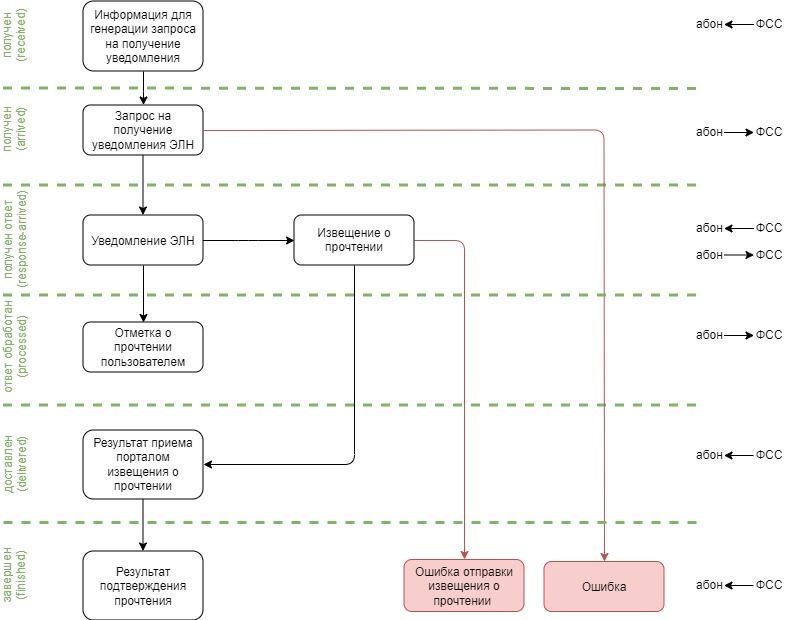 получен
(received)
Информация для
генерации запроса
на получение
уведомления
абон
ФСС
получен
(arrived)
Запрос на
получение
уведомления ЭЛН
абон
ФСС
получен ответ
(response-arrived)
Уведомление ЭЛН
Извещение о
прочтении
абон
ФСС
абон
ФСС
ответ обработан
(processed)
Отметка о
прочтении
пользователем
абон
ФСС
доставлен
(delivered)
Результат приема
порталом
извещения о
прочтении
абон
ФСС
завершен
(finished)
Результат
подтверждения
прочтения
Ошибка отправки
извещения о
прочтении
Ошибка
абон
ФСС